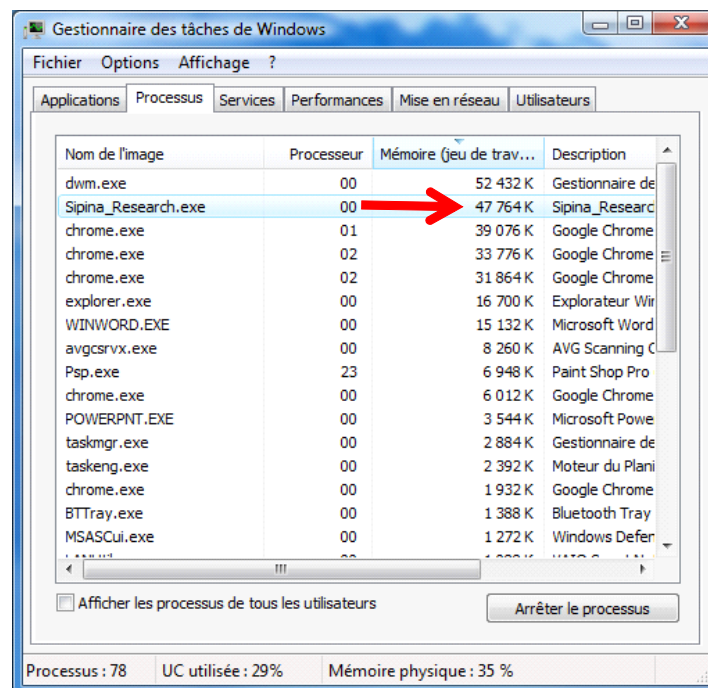 Gestionnaire des tâches de Windows
Fichier Options Affichage ?
Applications Processus Services Performances Mise en réseau Utilisateurs
Nom de l'image Processeur Mémoire (jeu de trav... Description
dwm.exe 00 52 432 K Gestionnaire de
Sipina_Research.exe 00 47 764 K Sipina_Researc
chrome.exe 01 39 076 K Google Chrome
chrome.exe 02 33 776 K Google Chrome
chrome.exe 02 31 864 K Google Chrome
explorer.exe 00 16 700 K Explorateur Wir
WINWORD.EXE 00 15 132 K Microsoft Word
avgcsrvx.exe 00 8 260 K AVG Scanning C
Psp.exe 23 6 948 K Paint Shop Pro
chrome.exe 00 6 012 K Google Chrome
POWERPNT.EXE 00 3 544 K Microsoft Powe
taskmgr.exe 00 2 884 K Gestionnaire de
taskeng.exe 00 2 392 K Moteur du Plani
chrome.exe 00 1 932 K Google Chrome
BTTray.exe 00 1 388 K Bluetooth Tray
MSASCui.exe 00 1 272 K Windows Defen
Afficher les processus de tous les utilisateurs Arrêter le processus
Processus : 78 UC utilisée : 29% Mémoire physique : 35 %